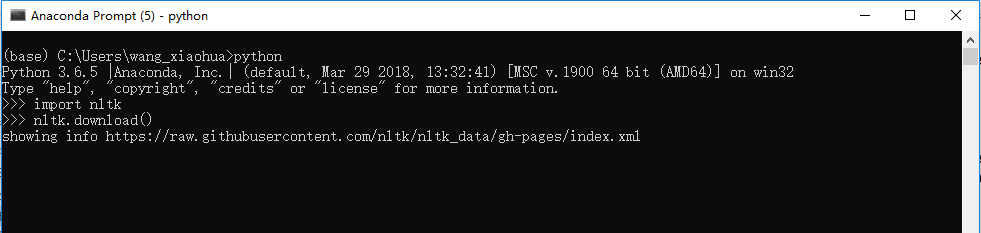 Anaconda Prompt (5) - python
(base) C:\Users\wang_xiaohua>python
Python 3.6.5 |Anaconda, Inc.| (default, Mar 29 2018, 13:32:41) [MSC v.1900 64 bit (AMD64)] on win32
Type "help", "copyright", "credits" or "license" for more information.
>>> import nltk
>>> nltk.download()
showing info https://raw.githubusercontent.com/nltk/nltk_data/gh-pages/index.xml